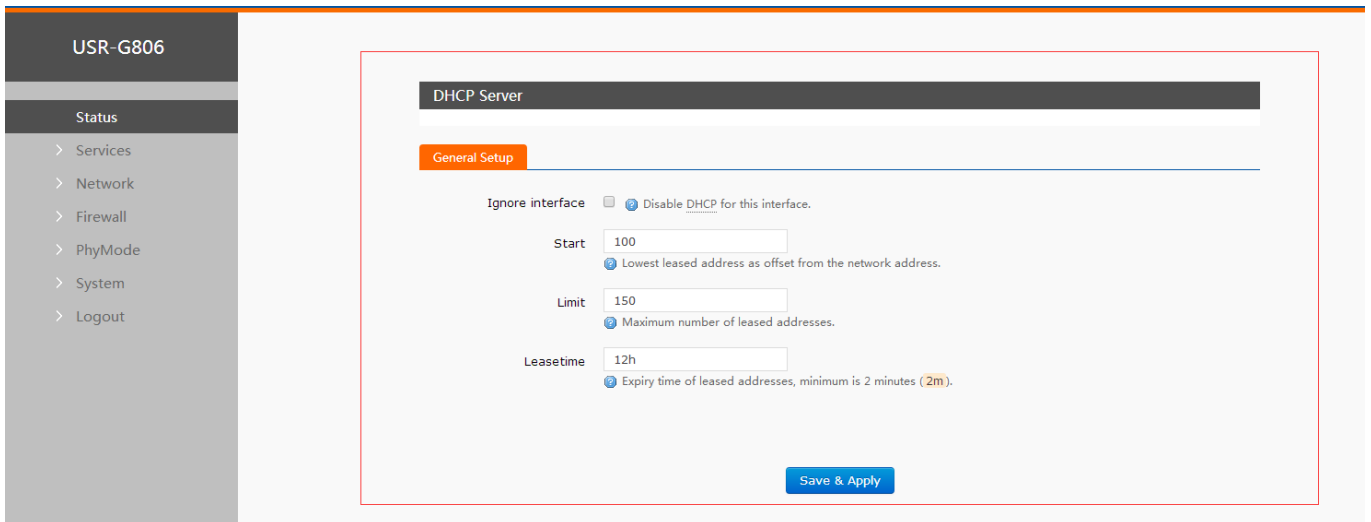 USR-G806
Status
Services
Network
Firewall
PhyMode
System
Logout
DHCP Server
General Setup
Ignore interface Disable DHCP for this interface.
Start 100
Lowest leased address as offset from the network address.
Limit 150
Maximum number of leased addresses.
Leasetime 12h
Expiry time of leased addresses, minimum is 2 minutes (2m).
Save & Apply